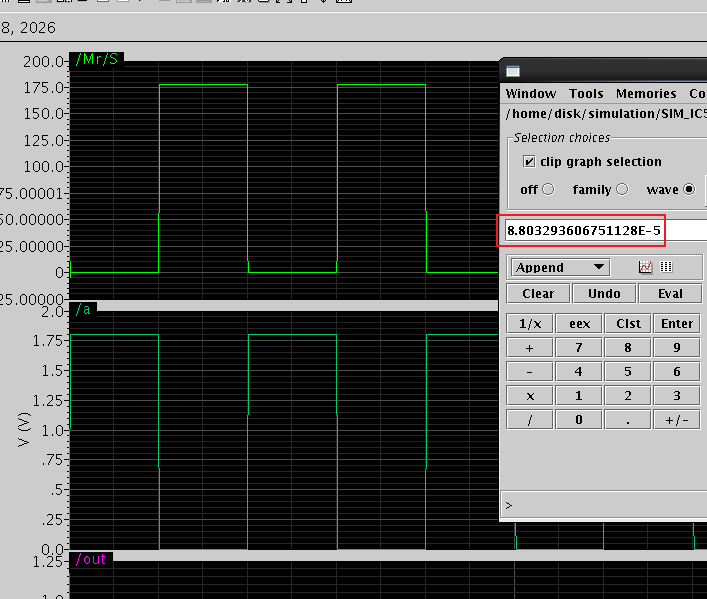 8, 2026
/Mr/S
200.0
175.0
150.0
125.0
100.0
75.00001
50.00000
25.00000
0
25.00000
/a
2.0
1.75
1.5
1.25
1.0
.75
.5
.25
0.0
V (V)
/out
1.25
1.0
Window Tools Memories Co
/home/disk/simulation/SIM_IC5
Selection choices
clip graph selection
off family wave
8.803293606751128E-5
Append
Clear Undo Eval
1/x eex Clst Enter
+ 7 8 9
- 4 5 6
x 1 2 3
/ 0 . +/-
>